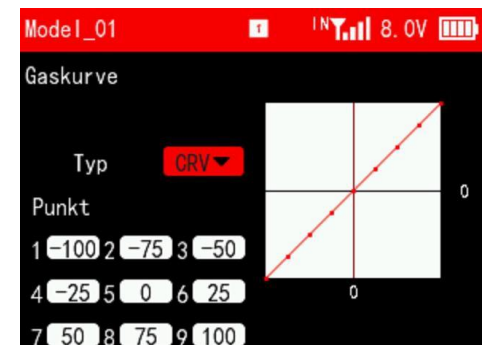 Model_01 1 IN 8.0V
Gaskurve
Typ CRV
Punkt
0
1 -100 2 -75 3 -50
4 -25 5 0 6 25
0
7 50 8 75 9 100